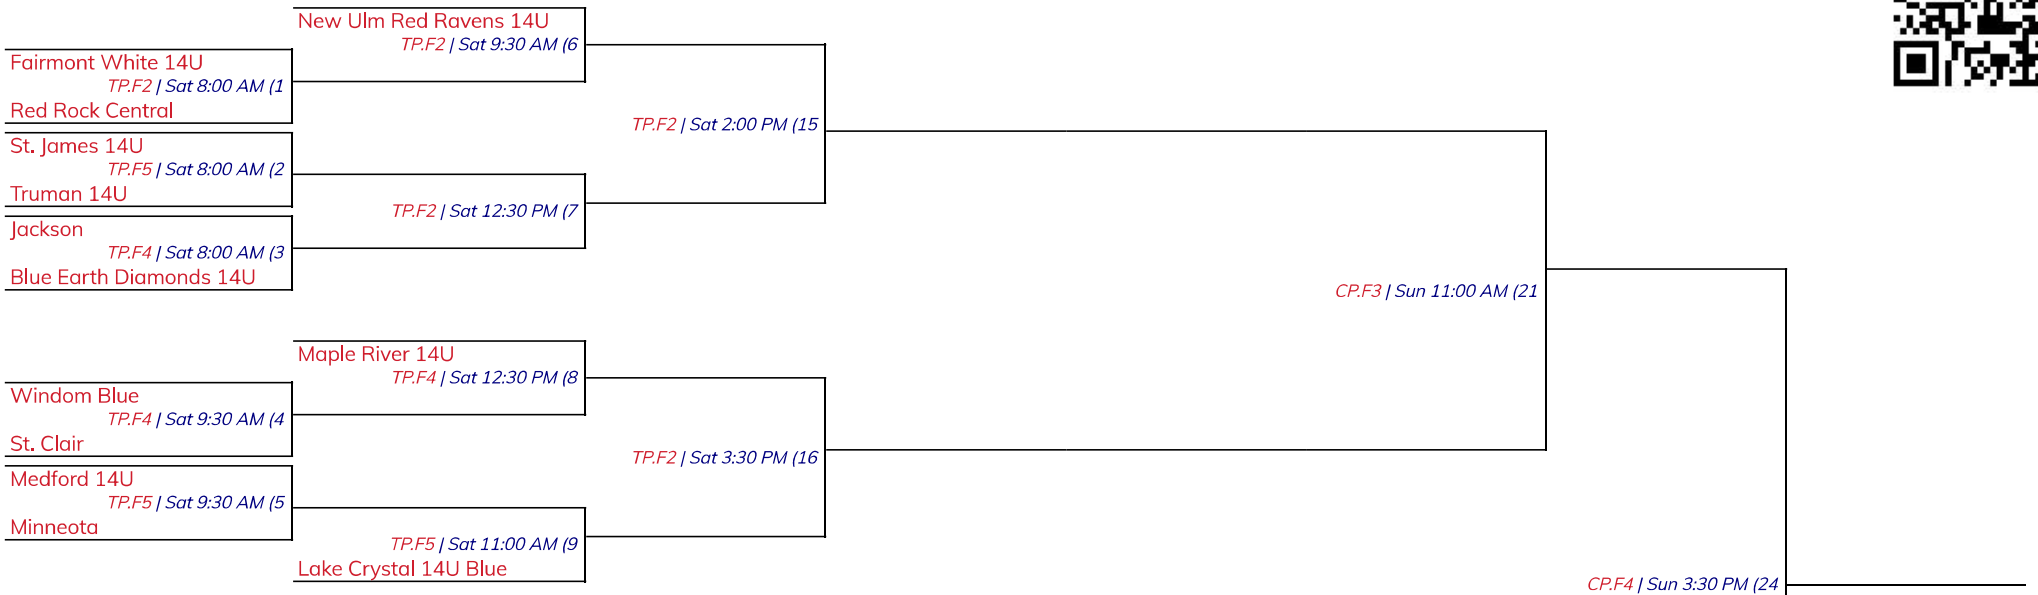 New Ulm Red Ravens 14U
TP.F2 | Sat 9:30 AM (6
Fairmont White 14U
TP.F2 | Sat 8:00 AM (1
Red Rock Central
TP.F2 | Sat 2:00 PM (15
St. James 14U
TP.F5 | Sat 8:00 AM (2
Truman 14U
TP.F2 | Sat 12:30 PM (7
Jackson
TP.F4 | Sat 8:00 AM (3
Blue Earth Diamonds 14U
CP.F3 | Sun 11:00 AM (21
Maple River 14U
TP.F4 | Sat 12:30 PM (8
Windom Blue
TP.F4 | Sat 9:30 AM (4
St. Clair
TP.F2 | Sat 3:30 PM (16
Medford 14U
TP.F5 | Sat 9:30 AM (5
Minneota
TP.F5 | Sat 11:00 AM (9
Lake Crystal 14U Blue
CP.F4 | Sun 3:30 PM (24